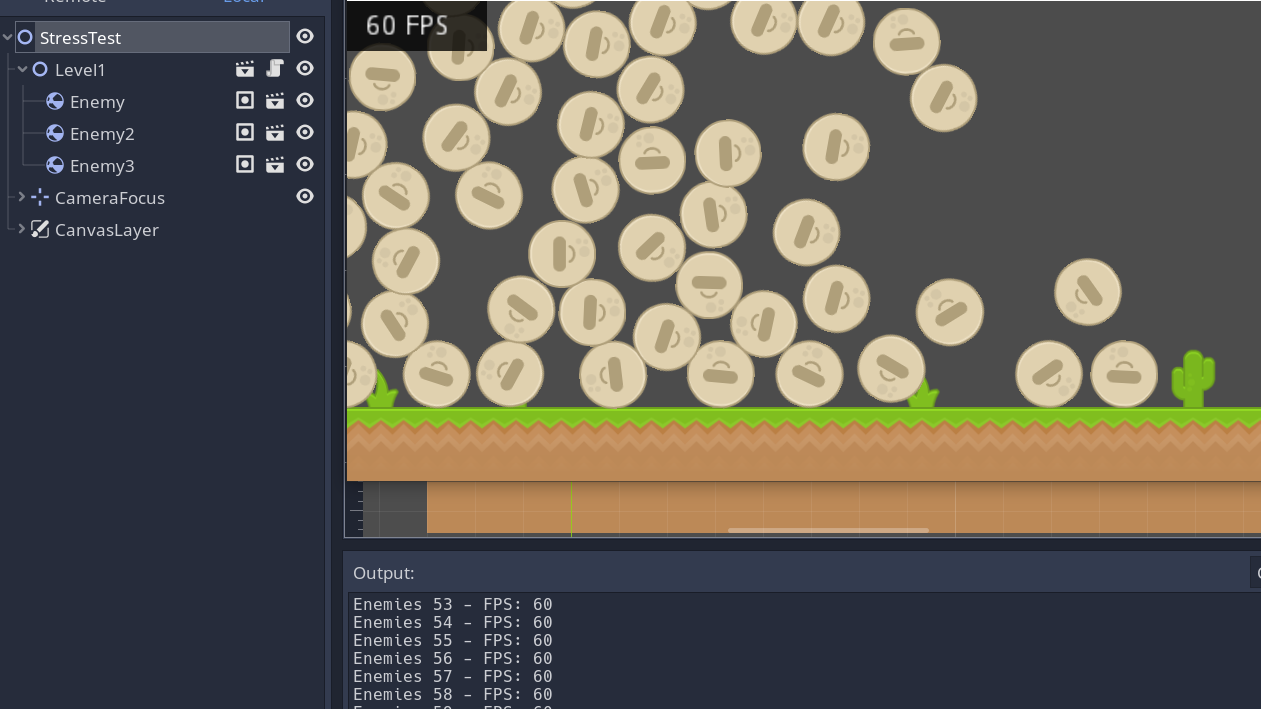 Remote Local
StressTest
Level1
Enemy
Enemy2
Enemy3
CameraFocus
CanvasLayer
60 FPS
Output:
Enemies 53 - FPS: 60
Enemies 54 - FPS: 60
Enemies 55 - FPS: 60
Enemies 56 - FPS: 60
Enemies 57 - FPS: 60
Enemies 58 - FPS: 60